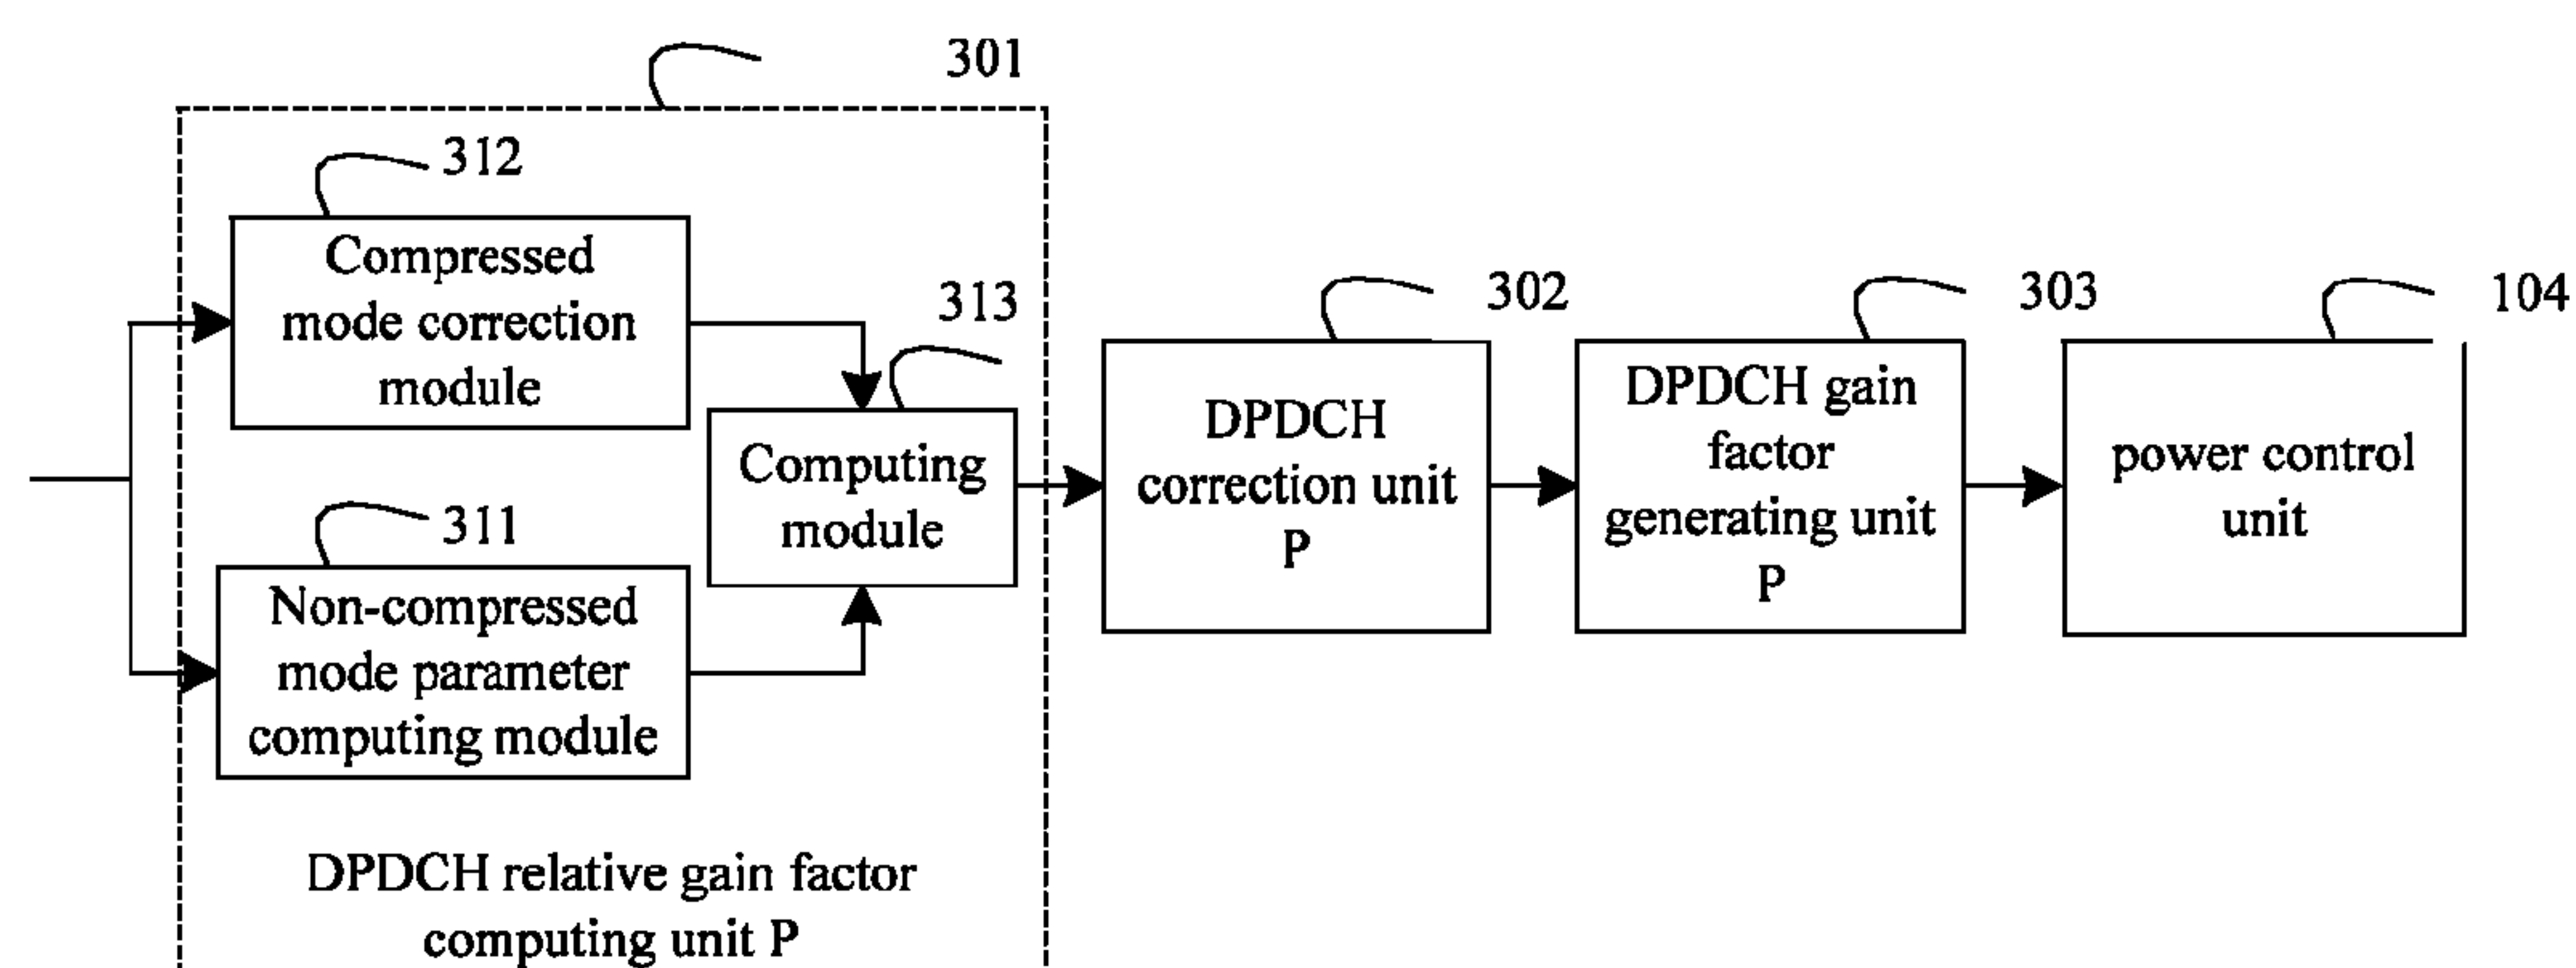 301
312
Compressed
mode correction
module
313
Computing
module
311
Non-compressed
mode parameter
computing module
DPDCH relative gain factor
computing unit P
302
DPDCH
correction unit
P
303
DPDCH gain
factor
generating unit
P
104
power control
unit